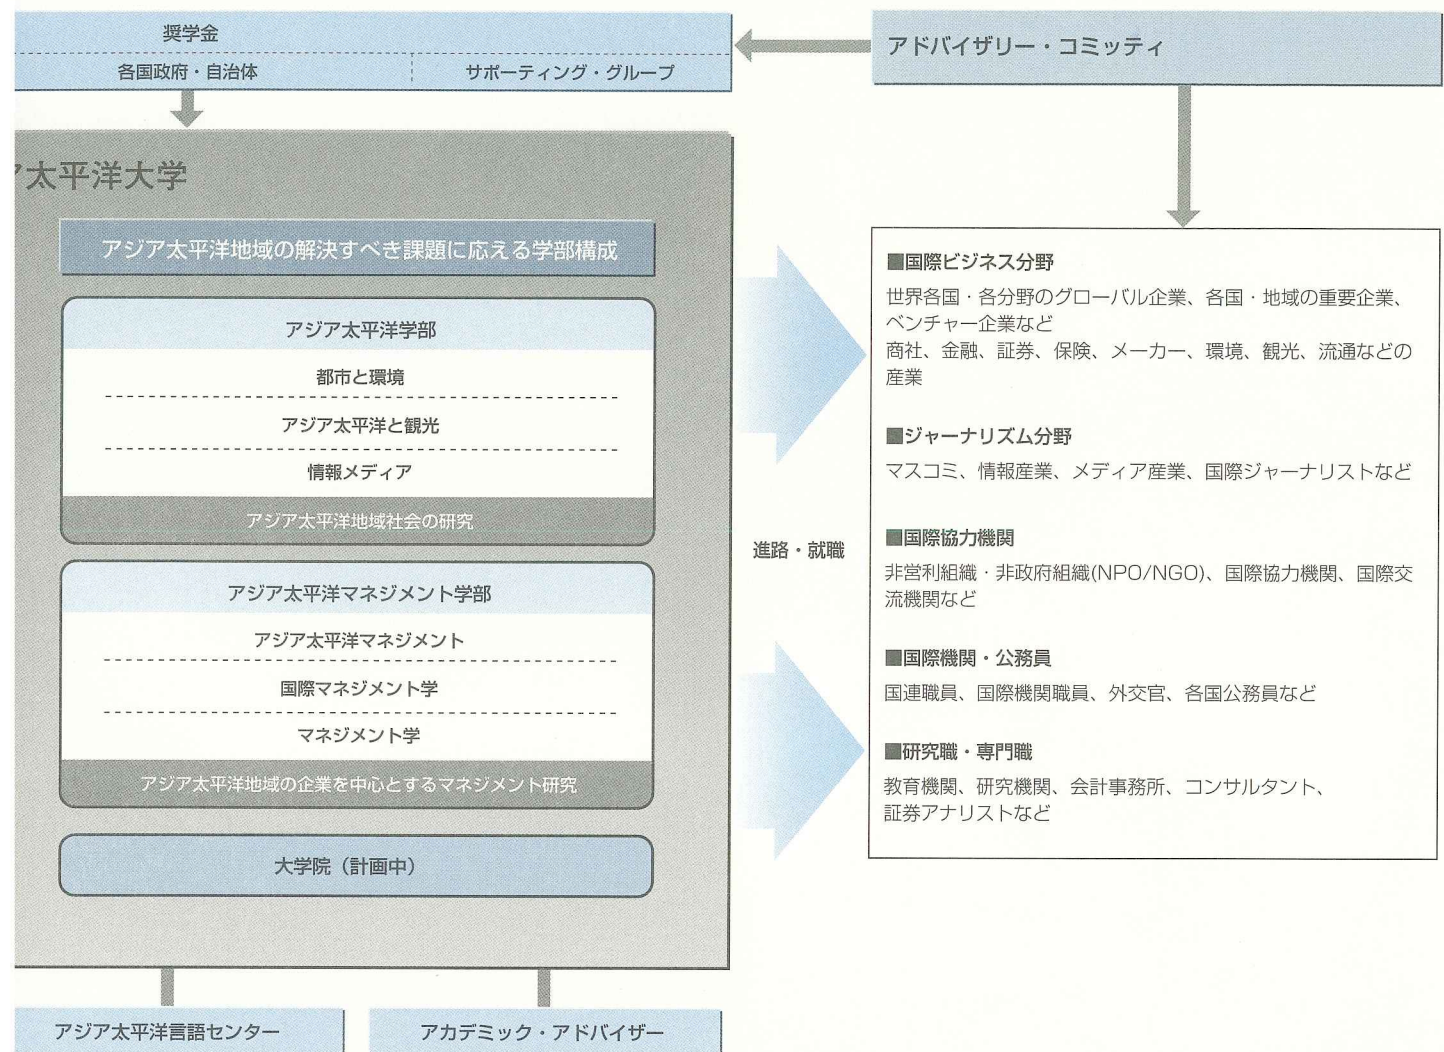 奨学金
各国政府・自治体
サポーティング・グループ
アドバイザリー・コミッティ
太平洋大学
アジア太平洋地域の解決すべき課題に応える学部構成
アジア太平洋学部
都市と環境
アジア太平洋と観光
情報メディア
アジア太平洋地域社会の研究
アジア太平洋マネジメント学部
アジア太平洋マネジメント
国際マネジメント学
マネジメント学
アジア太平洋地域の企業を中心とするマネジメント研究
大学院（計画中）
進路・就職
■国際ビジネス分野
世界各国・各分野のグローバル企業、各国・地域の重要企業、
ベンチャー企業など
商社、金融、証券、保険、メーカー、環境、観光、流通などの
産業
■ジャーナリズム分野
マスコミ、情報産業、メディア産業、国際ジャーナリストなど
■国際協力機関
非営利組織・非政府組織(NPO/NGO)、国際協力機関、国際交
流機関など
■国際機関・公務員
国連職員、国際機関職員、外交官、各国公務員など
■研究職・専門職
教育機関、研究機関、会計事務所、コンサルタント、
証券アナリストなど
アジア太平洋言語センター
アカデミック・アドバイザー